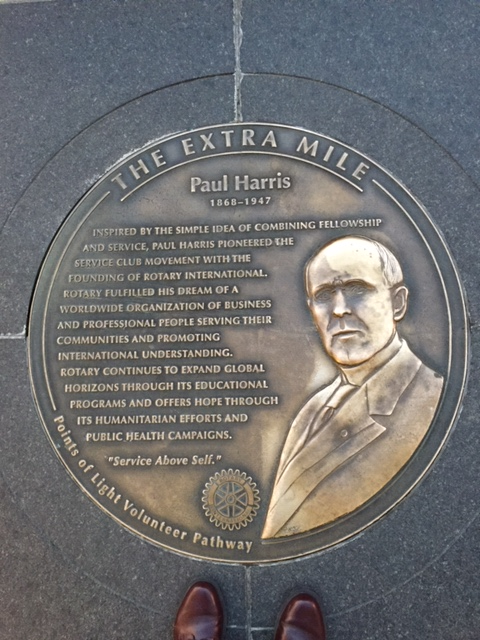 THE EXTRA MILE
Paul Harris
1868–1947
INSPIRED BY THE SIMPLE IDEA OF COMBINING FELLOWSHIP
AND SERVICE, PAUL HARRIS PIONEERED THE
SERVICE CLUB MOVEMENT WITH THE
FOUNDING OF ROTARY INTERNATIONAL.
ROTARY FULFILLED HIS DREAM OF A
WORLDWIDE ORGANIZATION OF BUSINESS
AND PROFESSIONAL PEOPLE SERVING THEIR
COMMUNITIES AND PROMOTING
INTERNATIONAL UNDERSTANDING.
ROTARY CONTINUES TO EXPAND GLOBAL
HORIZONS THROUGH ITS EDUCATIONAL
PROGRAMS AND OFFERS HOPE THROUGH
ITS HUMANITARIAN EFFORTS AND
PUBLIC HEALTH CAMPAIGNS.
"Service Above Self."
Points of Light Volunteer Pathway